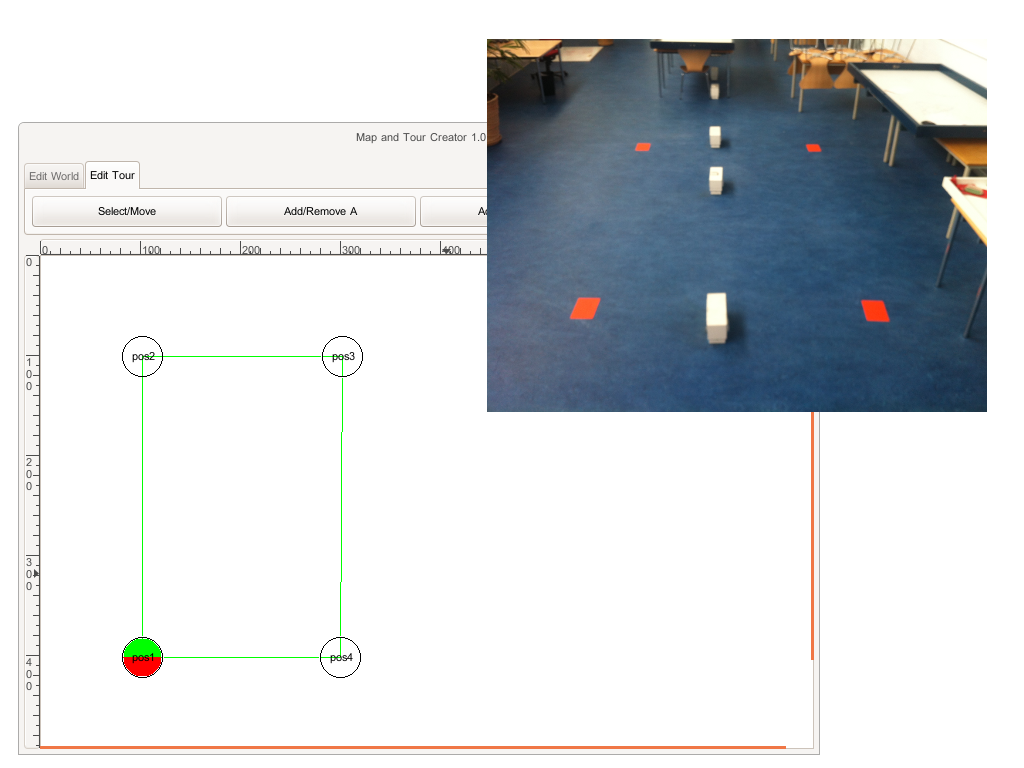 Map and Tour Creator 1.0
Edit World
Edit Tour
Select/Move
Add/Remove A
Ad
0 100 200 300 400
0
100
200
300
400
pos2
pos3
pos1
pos4